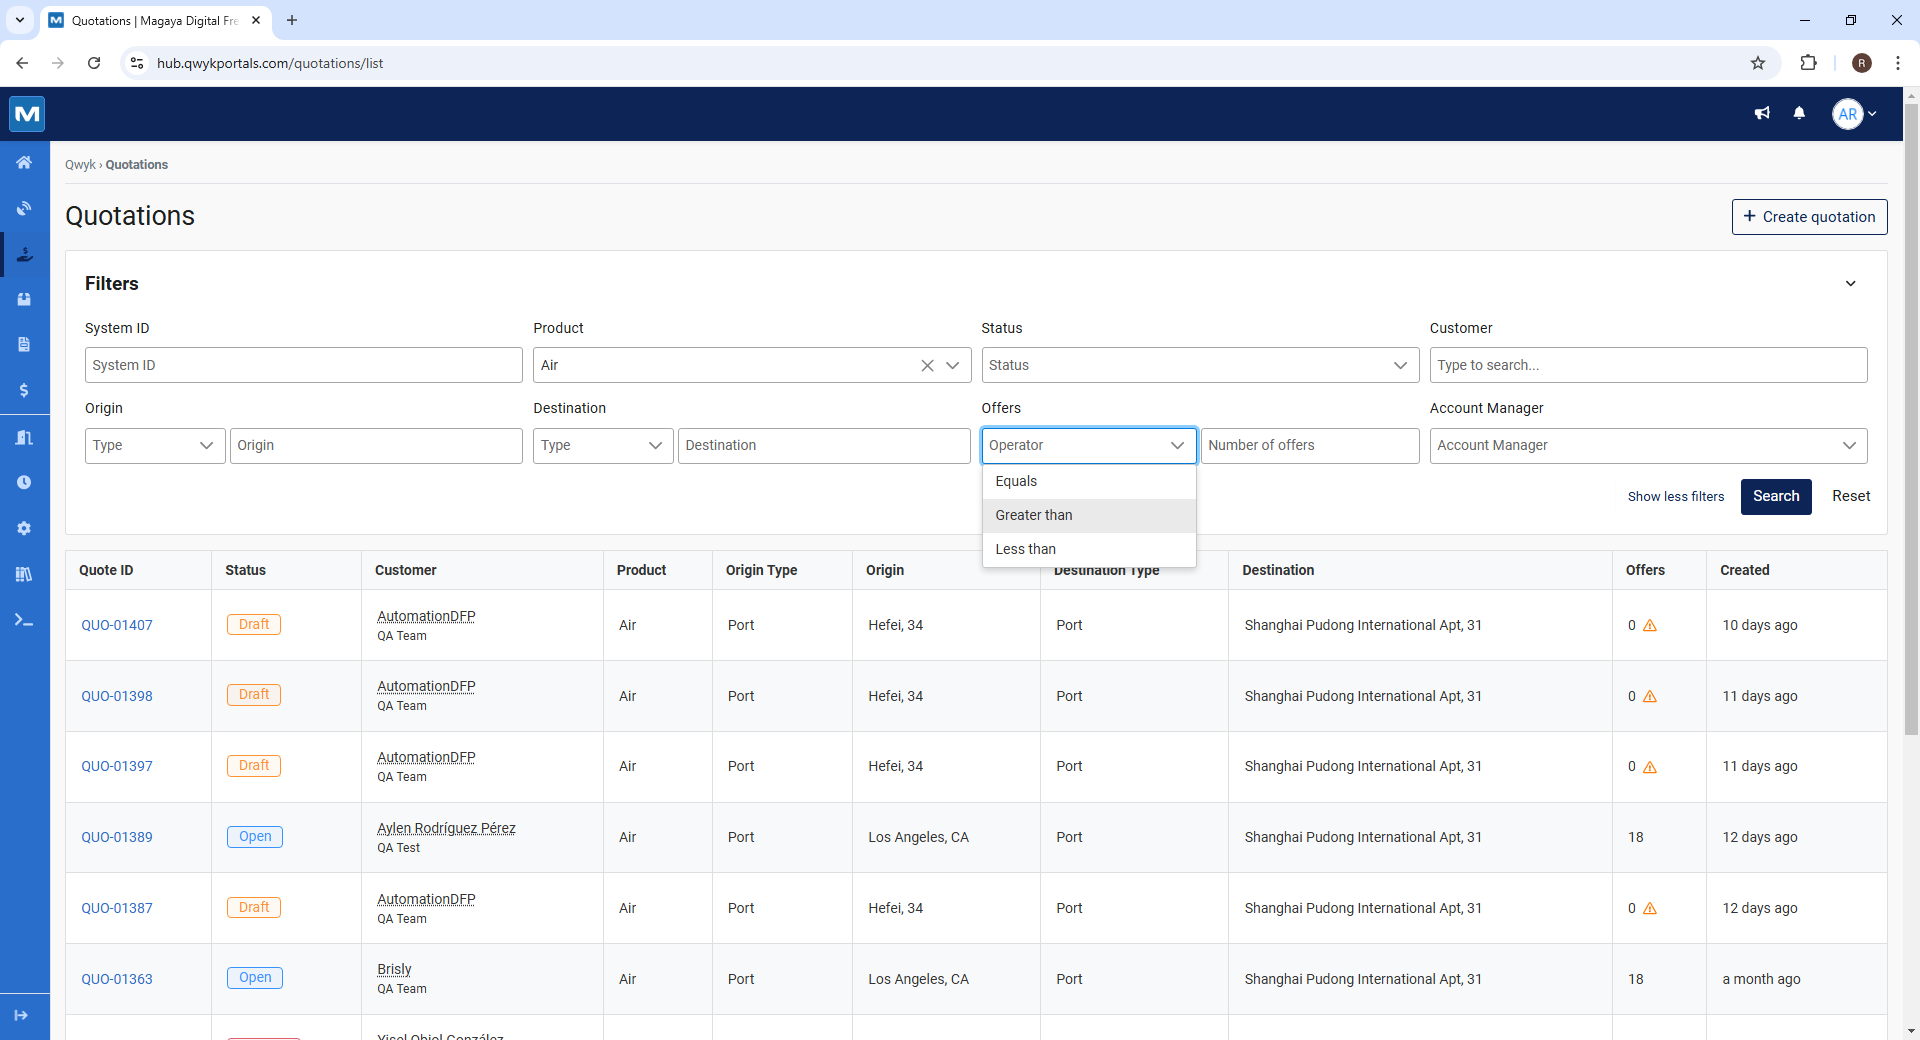 Quotations | Magaya Digital Fre
hub.qwykportals.com/quotations/list
R
M
AR
Qwyk › Quotations
Quotations
+ Create quotation
Filters
System ID
Product
Status
Customer
System ID
Air
Status
Type to search...
Origin
Destination
Offers
Account Manager
Type
Origin
Type
Destination
Operator
Number of offers
Account Manager
Equals
Greater than
Less than
Show less filters
Search
Reset
Quote ID
Status
Customer
Product
Origin Type
Origin
Destination Type
Destination
Offers
Created
QUO-01407
Draft
AutomationDFP
QA Team
Air
Port
Hefei, 34
Port
Shanghai Pudong International Apt, 31
0
10 days ago
QUO-01398
Draft
AutomationDFP
QA Team
Air
Port
Hefei, 34
Port
Shanghai Pudong International Apt, 31
0
11 days ago
QUO-01397
Draft
AutomationDFP
QA Team
Air
Port
Hefei, 34
Port
Shanghai Pudong International Apt, 31
0
11 days ago
QUO-01389
Open
Aylen Rodríguez Pérez
QA Test
Air
Port
Los Angeles, CA
Port
Shanghai Pudong International Apt, 31
18
12 days ago
QUO-01387
Draft
AutomationDFP
QA Team
Air
Port
Hefei, 34
Port
Shanghai Pudong International Apt, 31
0
12 days ago
QUO-01363
Open
Brisly
QA Team
Air
Port
Los Angeles, CA
Port
Shanghai Pudong International Apt, 31
18
a month ago